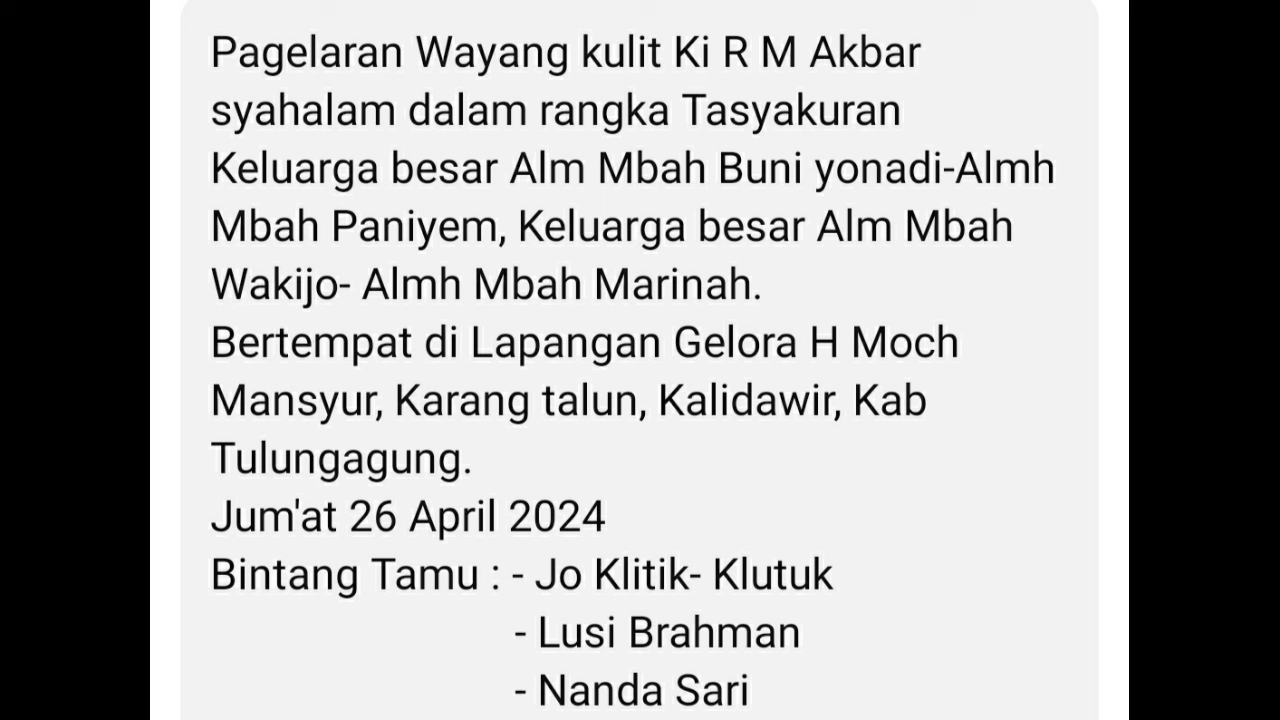 Pagelaran Wayang kulit Ki R M Akbar
syahalam dalam rangka Tasyakuran
Keluarga besar Alm Mbah Buni yonadi-Almh
Mbah Paniyem, Keluarga besar Alm Mbah
Wakijo- Almh Mbah Marinah.
Bertempat di Lapangan Gelora H Moch
Mansyur, Karang talun, Kalidawir, Kab
Tulungagung.
Jum'at 26 April 2024
Bintang Tamu : - Jo Klitik- Klutuk
- Lusi Brahman
- Nanda Sari